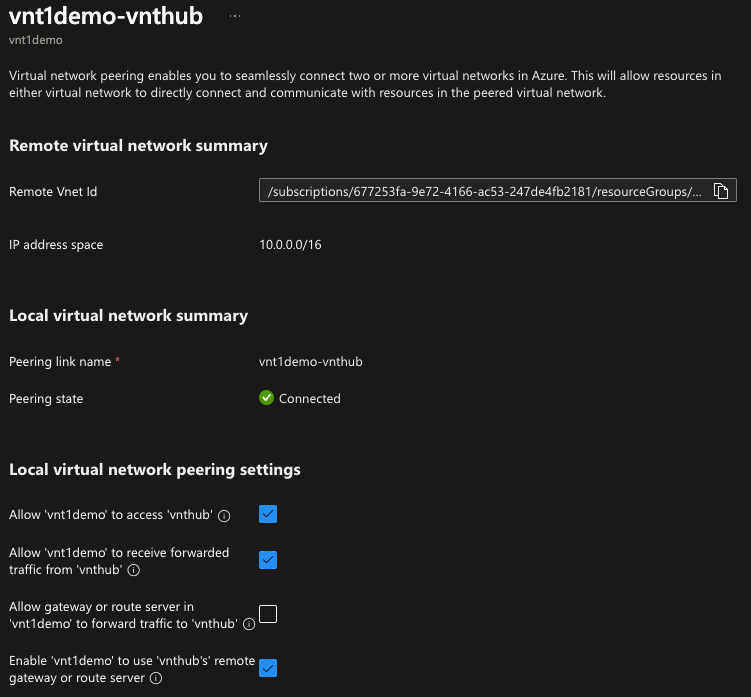 vnt1demo-vnthub ...
vnt1demo
Virtual network peering enables you to seamlessly connect two or more virtual networks in Azure. This will allow resources in
either virtual network to directly connect and communicate with resources in the peered virtual network.
Remote virtual network summary
Remote Vnet Id /subscriptions/677253fa-9e72-4166-ac53-247de4fb2181/resourceGroups/...
IP address space 10.0.0.0/16
Local virtual network summary
Peering link name * vnt1demo-vnthub
Peering state Connected
Local virtual network peering settings
Allow 'vnt1demo' to access 'vnthub'
Allow 'vnt1demo' to receive forwarded
traffic from 'vnthub'
Allow gateway or route server in
'vnt1demo' to forward traffic to 'vnthub'
Enable 'vnt1demo' to use 'vnthub's' remote
gateway or route server